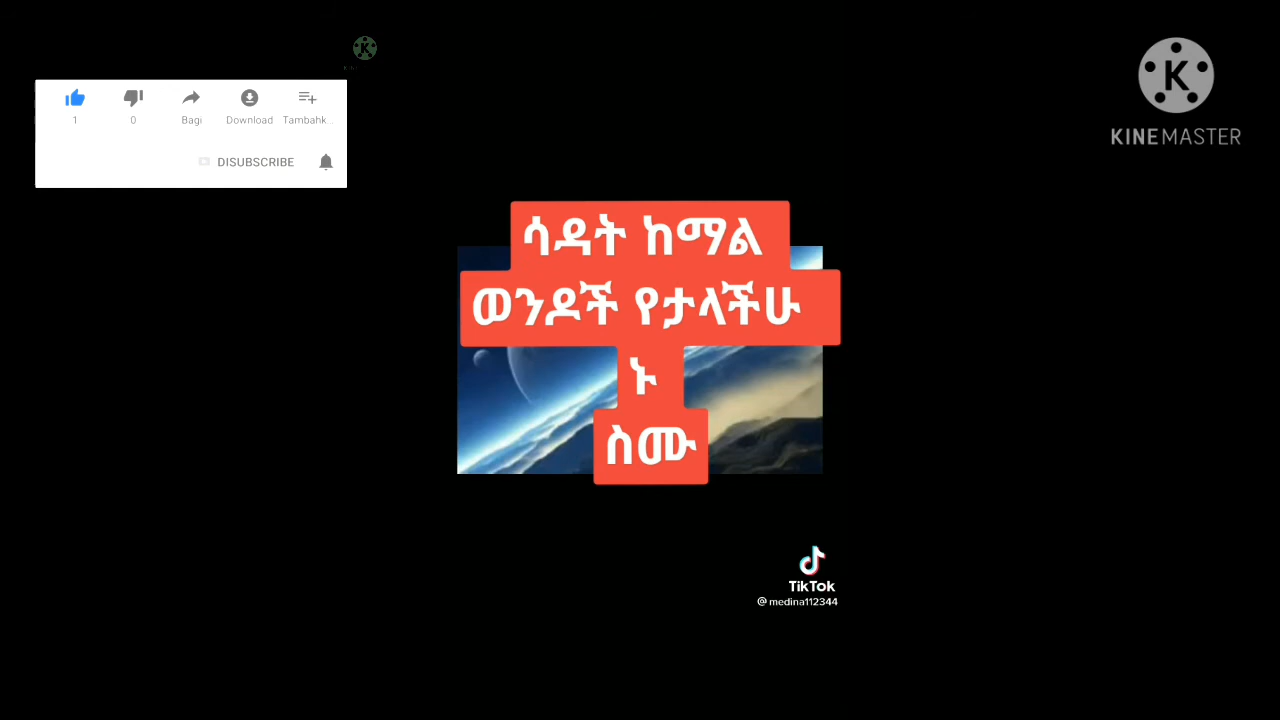 1
0
Bagi
Download
Tambahk...
DISUBSCRIBE
K
KINEMASTER
ሳዳት ከማል
ወንዶች የታላችሁ
ኑ
ስሙ
TikTok
@medina112344